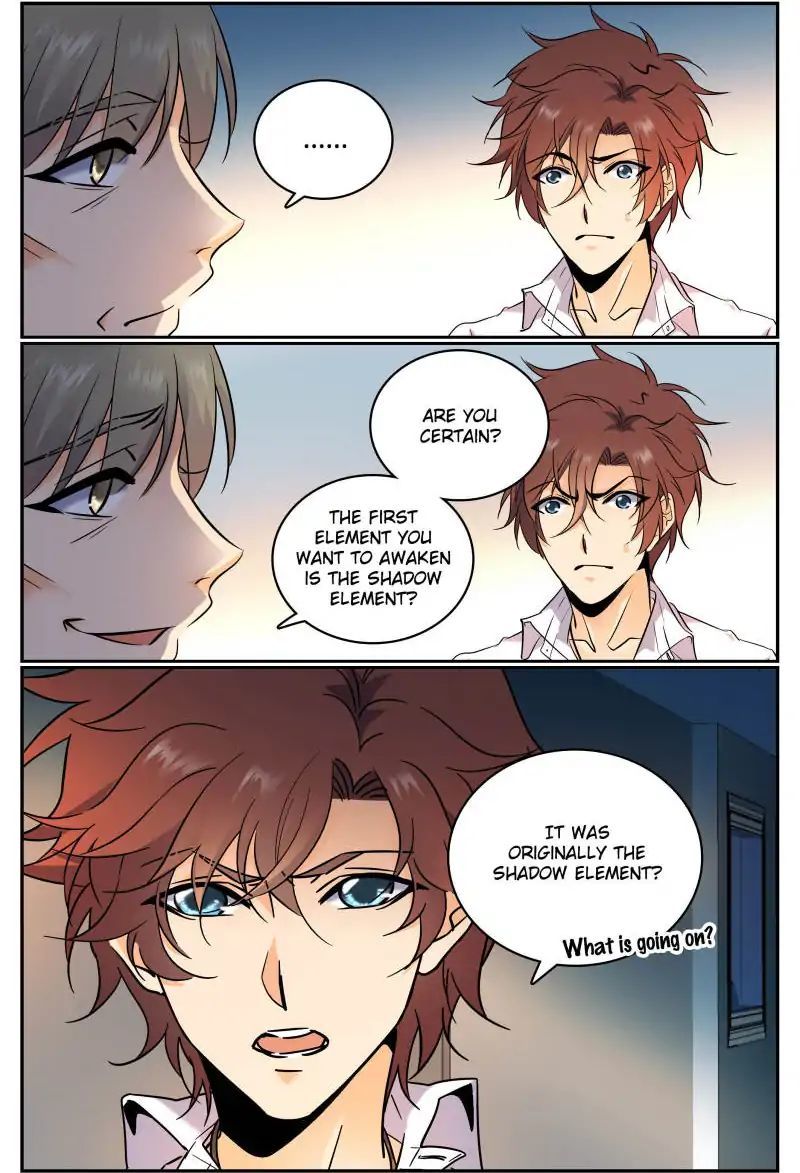 ......
ARE YOU
CERTAIN?
THE FIRST
ELEMENT YOU
WANT TO AWAKEN
IS THE SHADOW
ELEMENT?
IT WAS
ORIGINALLY THE
SHADOW ELEMENT?
What is going on?